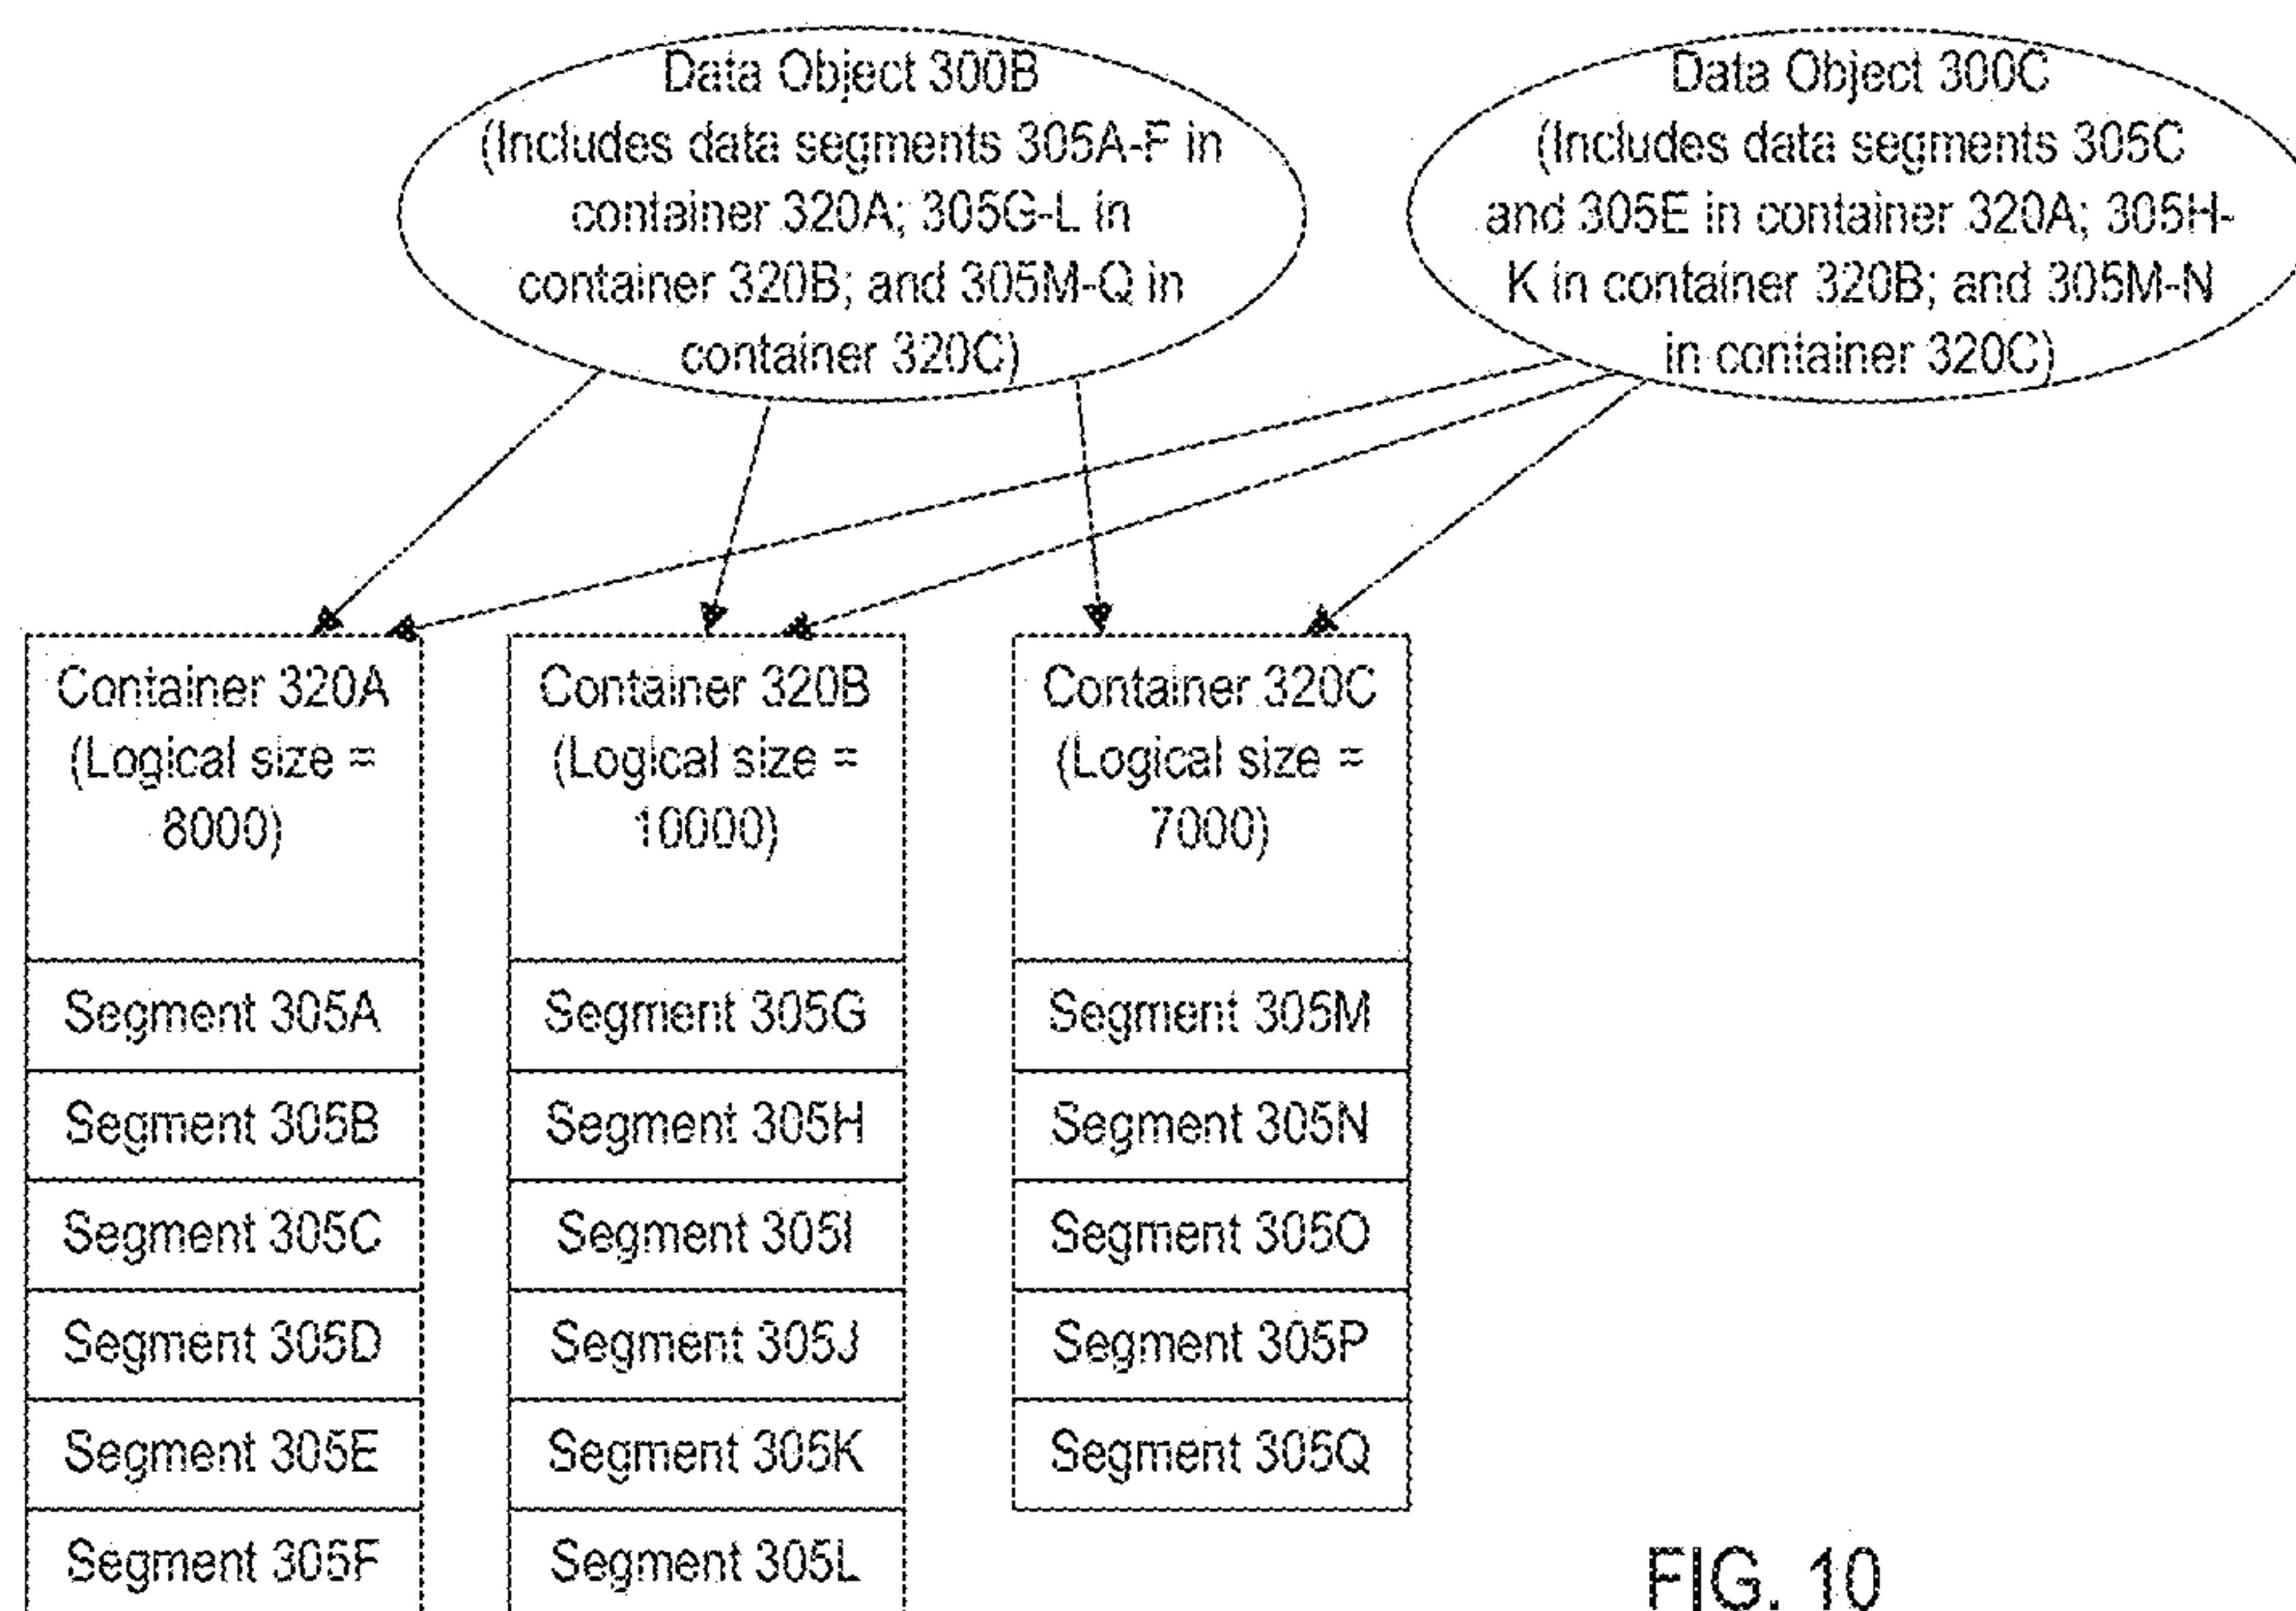 Data Object 300B
(Includes data segments 305A-F in
container 320A; 305G-L in
container 320B; and 305M-Q in
container 320C)
Data Object 300C
(Includes data segments 305C
and 305E in container 320A; 305H-
K in container 320B; and 305M-N
in container 320C)
Container 320A
(Logical size =
8000)
Segment 305A
Segment 305B
Segment 305C
Segment 305D
Segment 305E
Segment 305F
Container 320B
(Logical size =
10000)
Segment 305G
Segment 305H
Segment 305I
Segment 305J
Segment 305K
Segment 305L
Container 320C
(Logical size =
7000)
Segment 305M
Segment 305N
Segment 305O
Segment 305P
Segment 305Q
FIG. 10